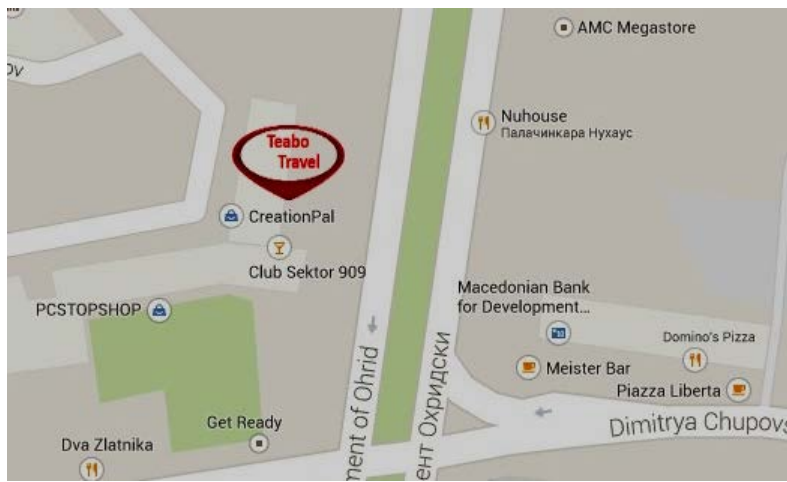 AMC Megastore
ov
Nuhouse
Палачинкара Нухаус
Teabo
Travel
CreationPal
Club Sektor 909
Macedonian Bank
for Development...
PCSTOPSHOP
Domino's Pizza
Meister Bar
Piazza Liberta
ment of Ohrid
ент Охридски
Dimitrya Chupovs
Get Ready
Dva Zlatnika